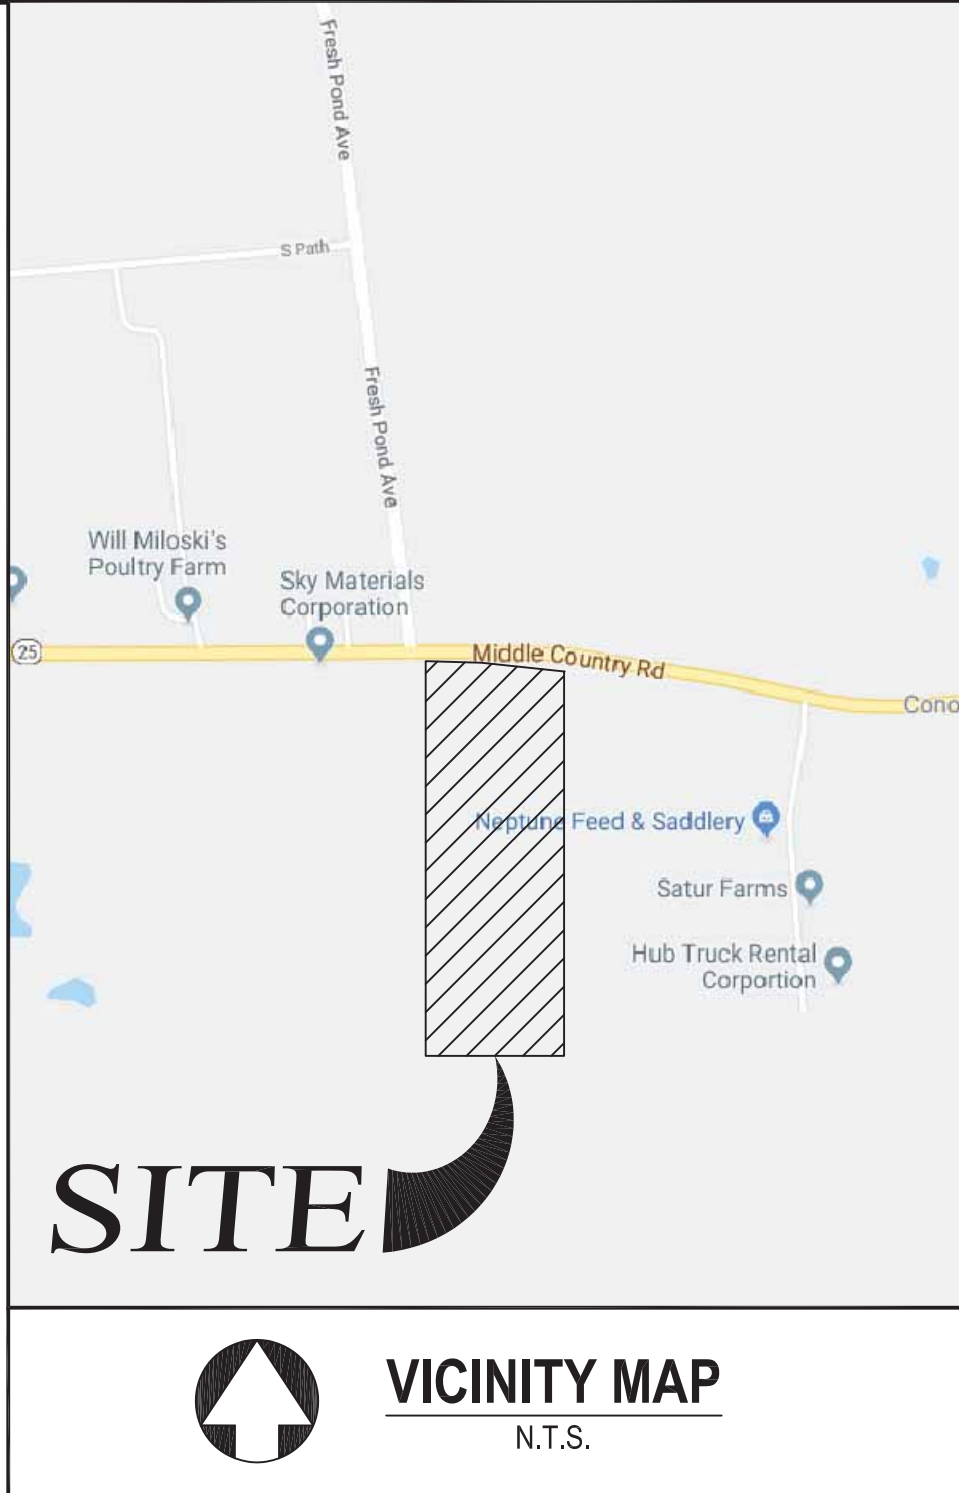 Fresh Pond Ave
S Path
Fresh Pond Ave
Will Miloski's
Poultry Farm
Sky Materials
Corporation
25
Middle Country Rd
Cono
Neptune Feed & Saddlery
Satur Farms
Hub Truck Rental
Corportion
SITE
VICINITY MAP
N.T.S.